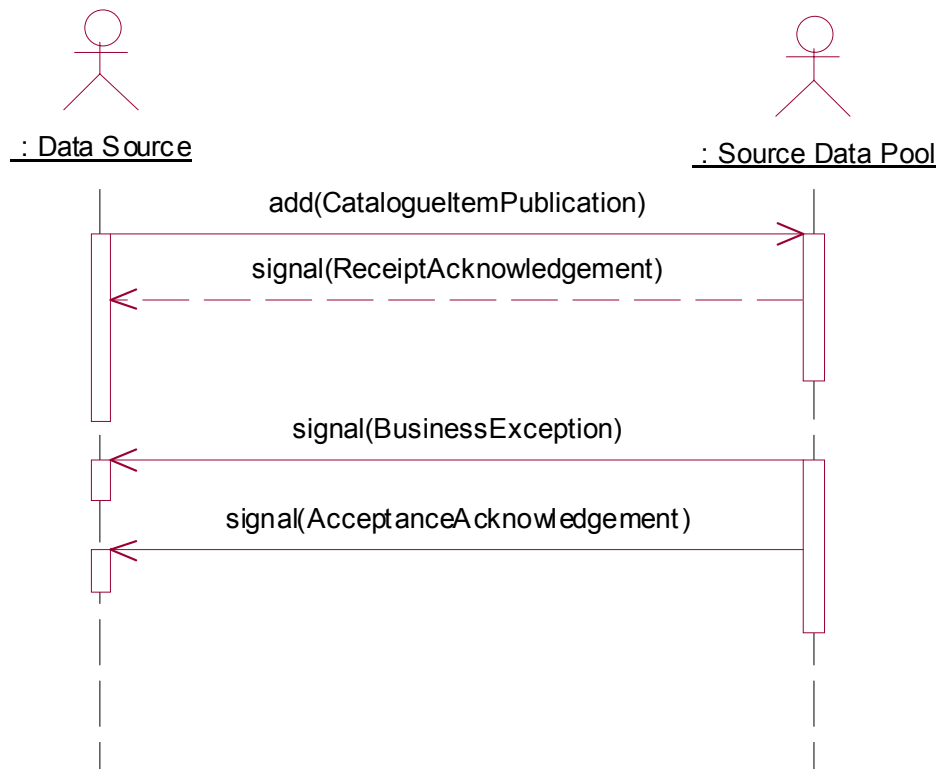 : Data Source
: Source Data Pool
add(CatalogueItemPublication)
signal(ReceiptAcknowledgement)
signal(BusinessException)
signal(AcceptanceAcknowledgement)